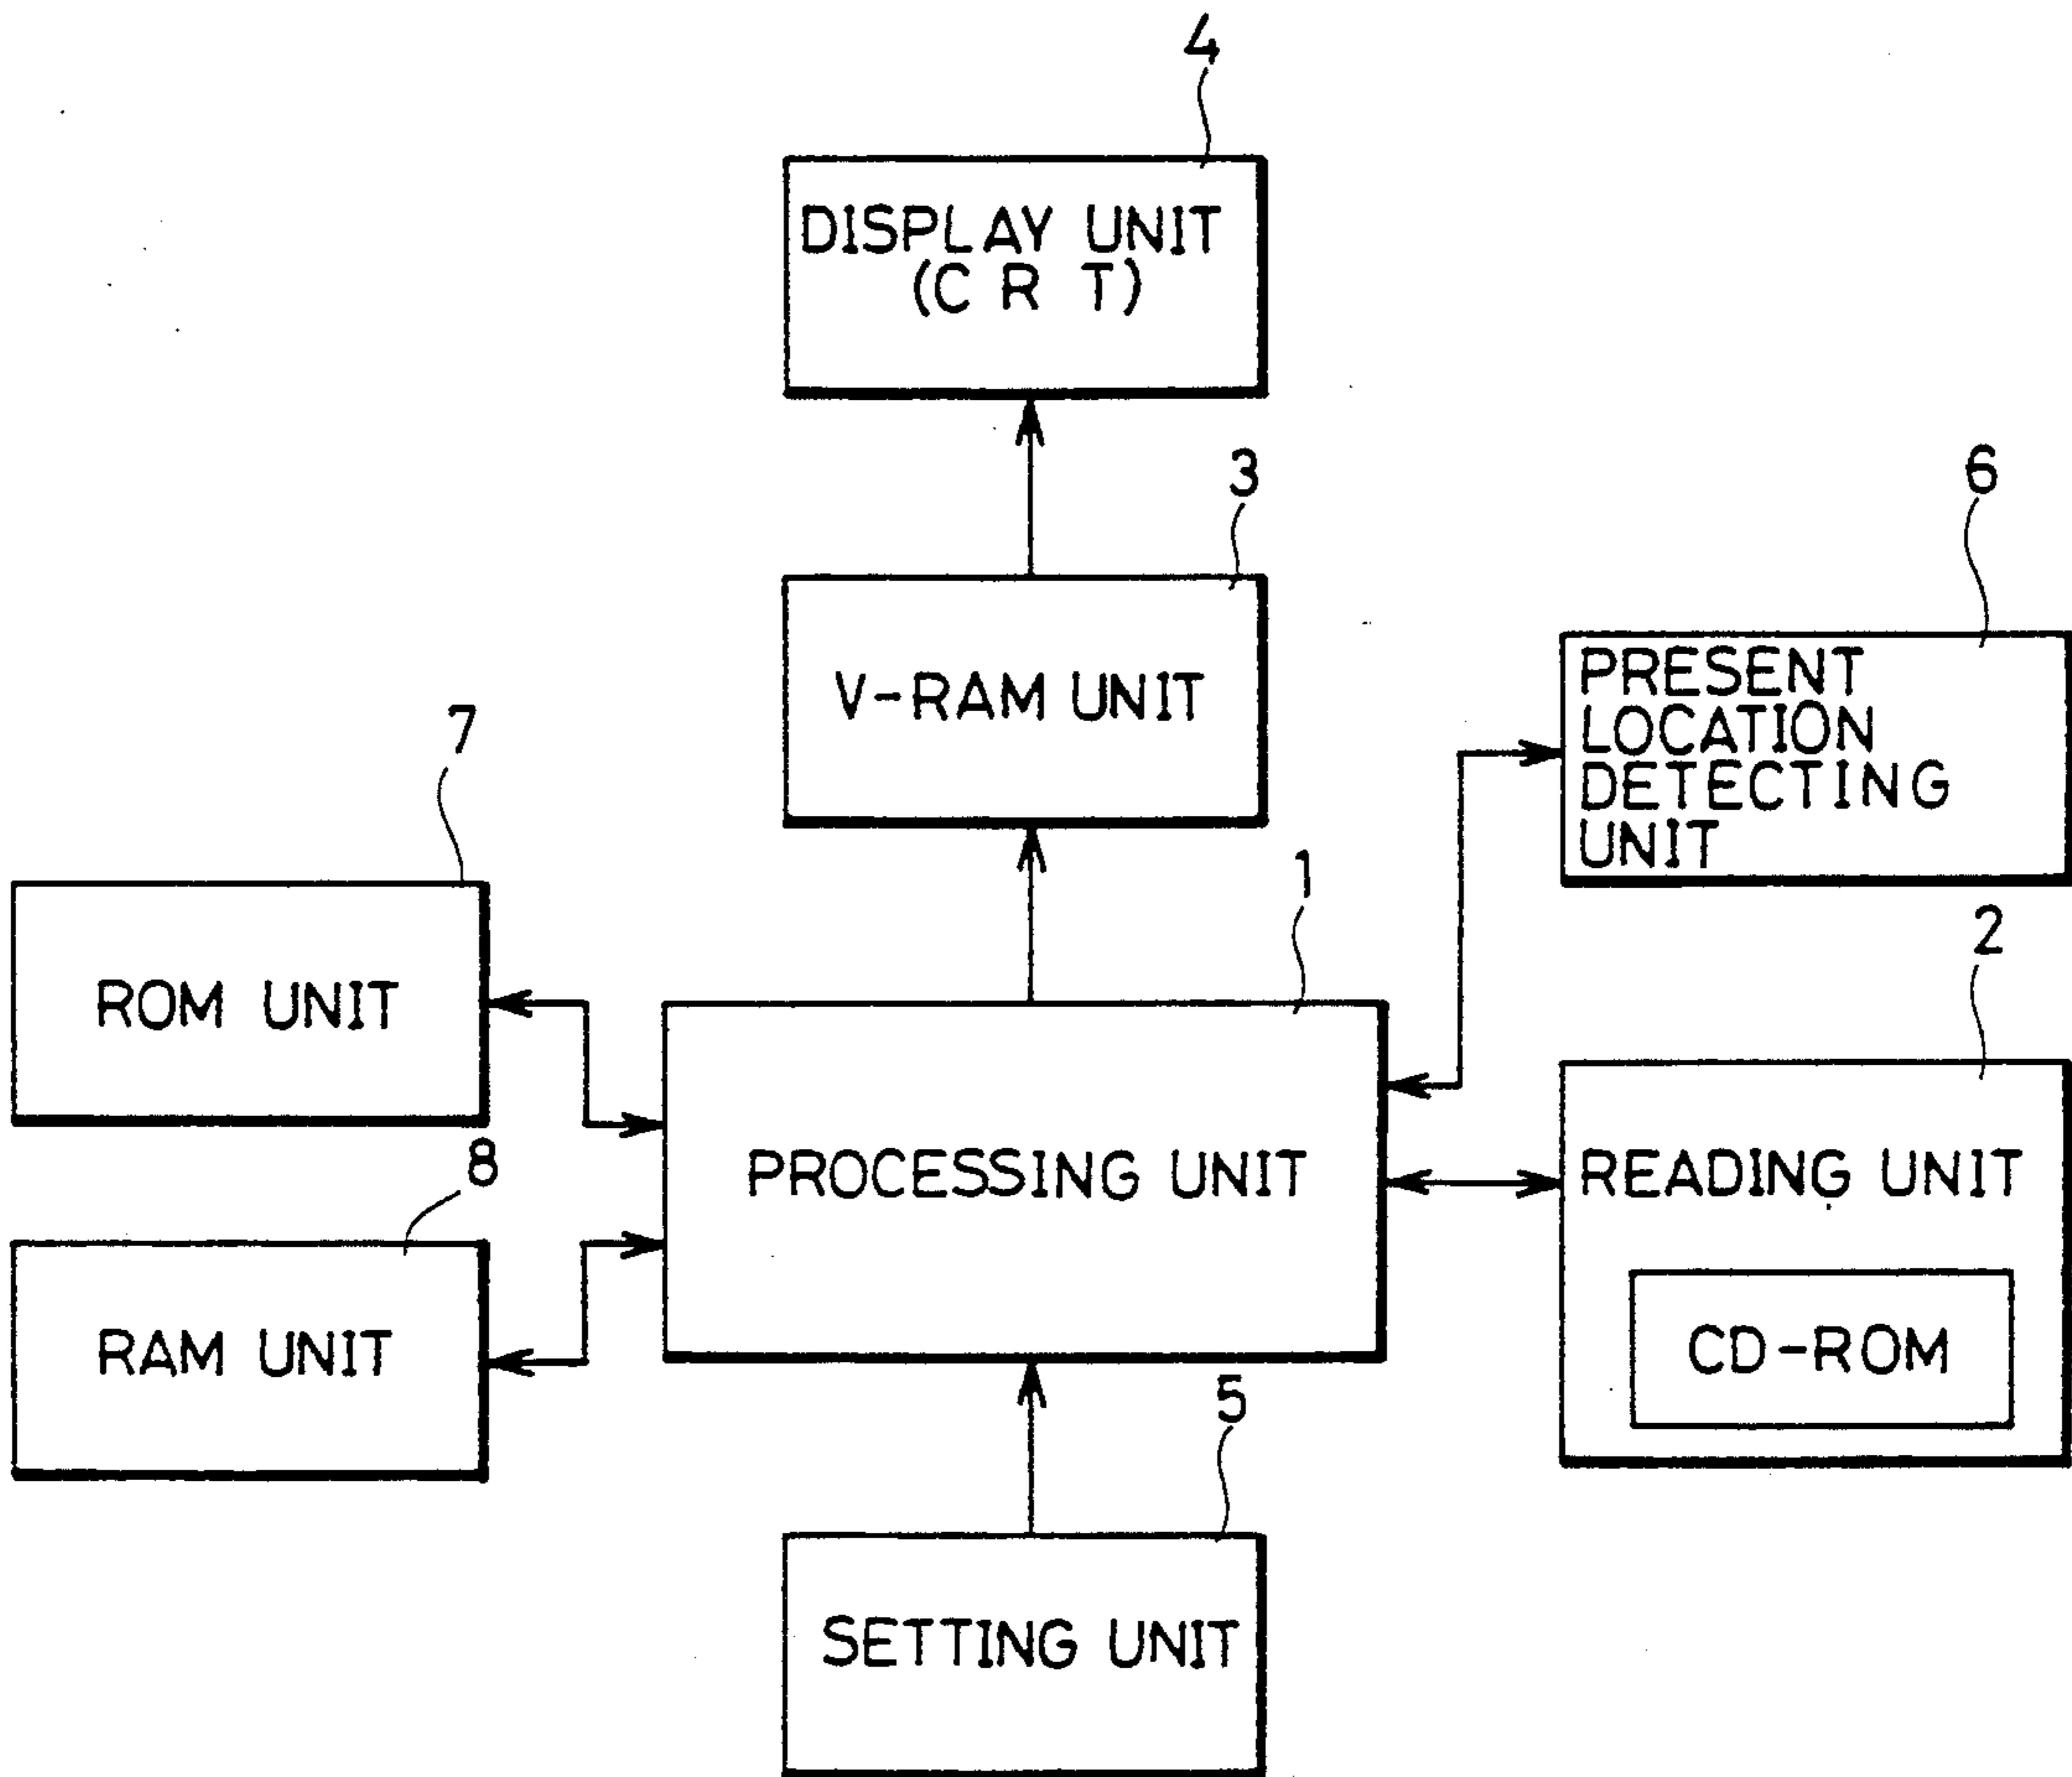 4
DISPLAY UNIT
(C R T)
3
V-RAM UNIT
6
PRESENT
LOCATION
DETECTING
UNIT
7
ROM UNIT
1
PROCESSING UNIT
2
READING UNIT
CD-ROM
8
RAM UNIT
5
SETTING UNIT